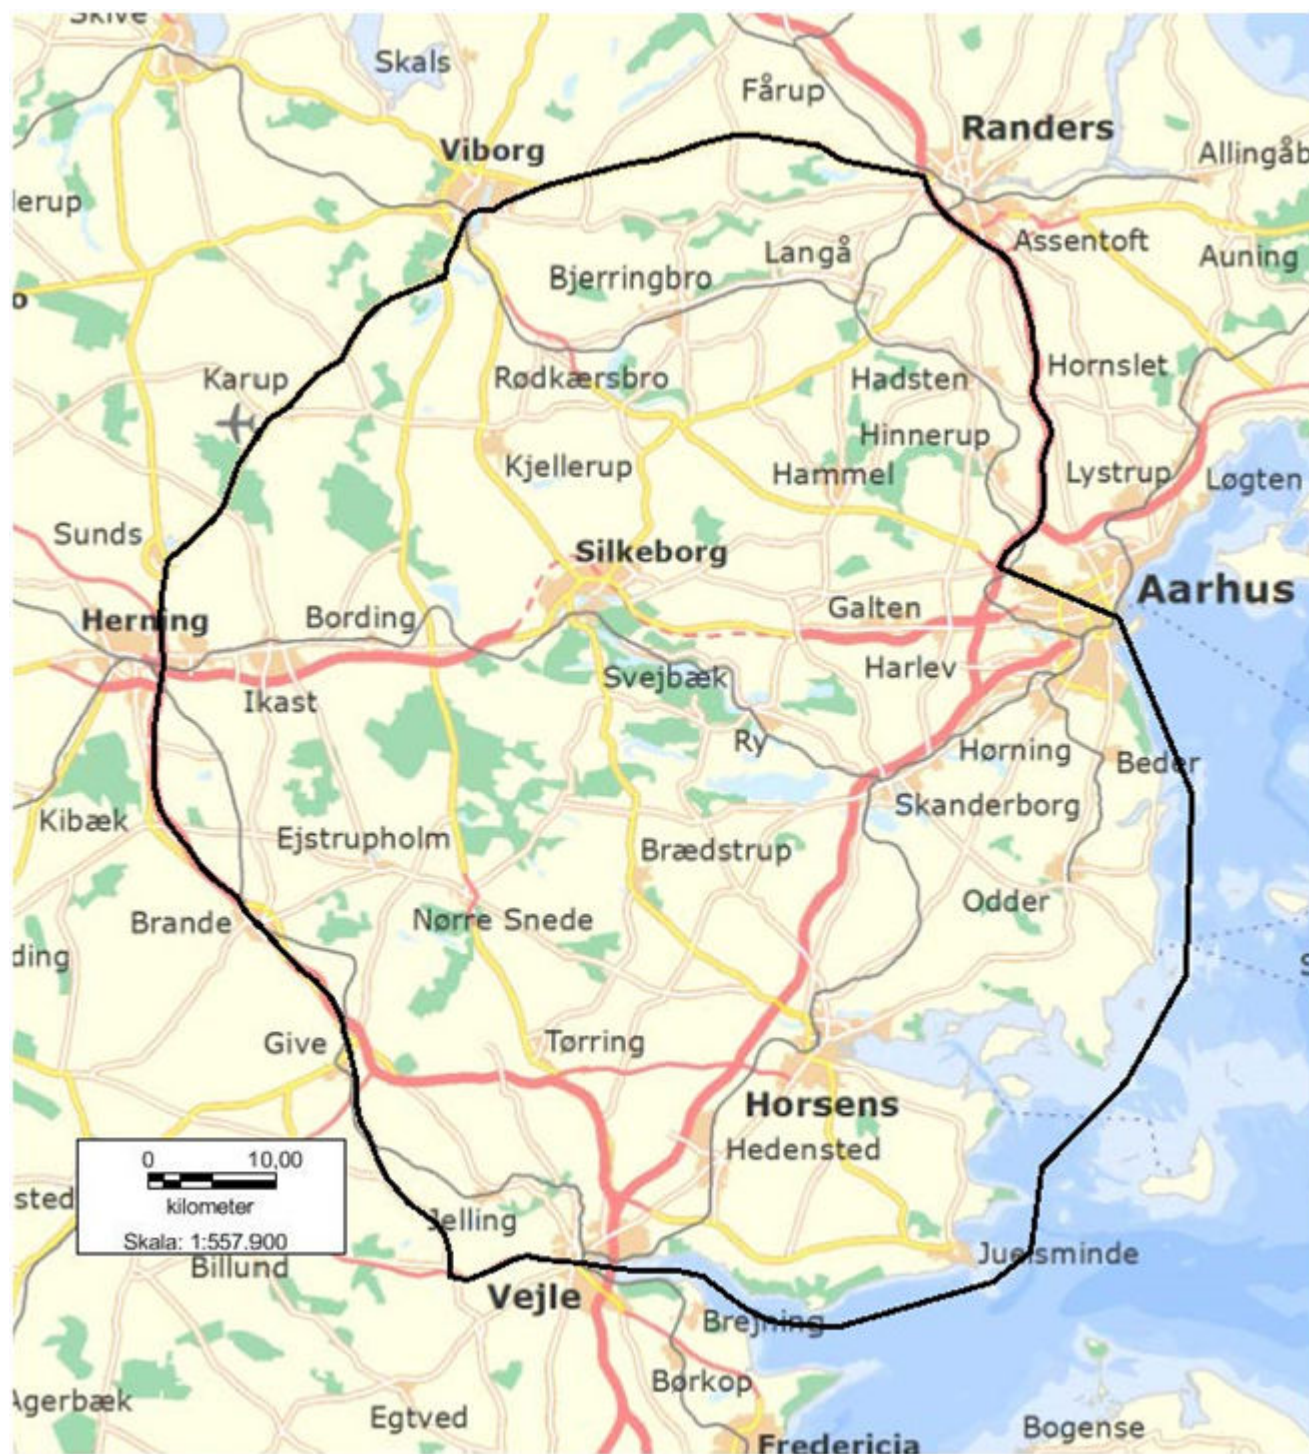 Skive
Skals
Fårup
Randers
Viborg
Allingåb
lerup
Langå
Assentoft
Auning
Bjerringbro
o
Karup
Rødkærsbro
Hadsten
Hornslet
Hinnerup
Kjellerup
Hammel
Lystrup
Løgten
Sunds
Silkeborg
Aarhus
Herning
Bording
Galten
Harlev
Svejbæk
Ikast
Ry
Hørning
Beder
Kibæk
Skanderborg
Ejstrupholm
Brædstrup
Odder
Brande
Nørre Snede
ding
S
Give
Tørring
Horsens
Hedensted
0 10,00
kilometer
Skala: 1:557.900
sted
Jelling
Billund
Juelsminde
Vejle
Brejning
Børkop
Agerbæk
Egtved
Bogense
Fredericia